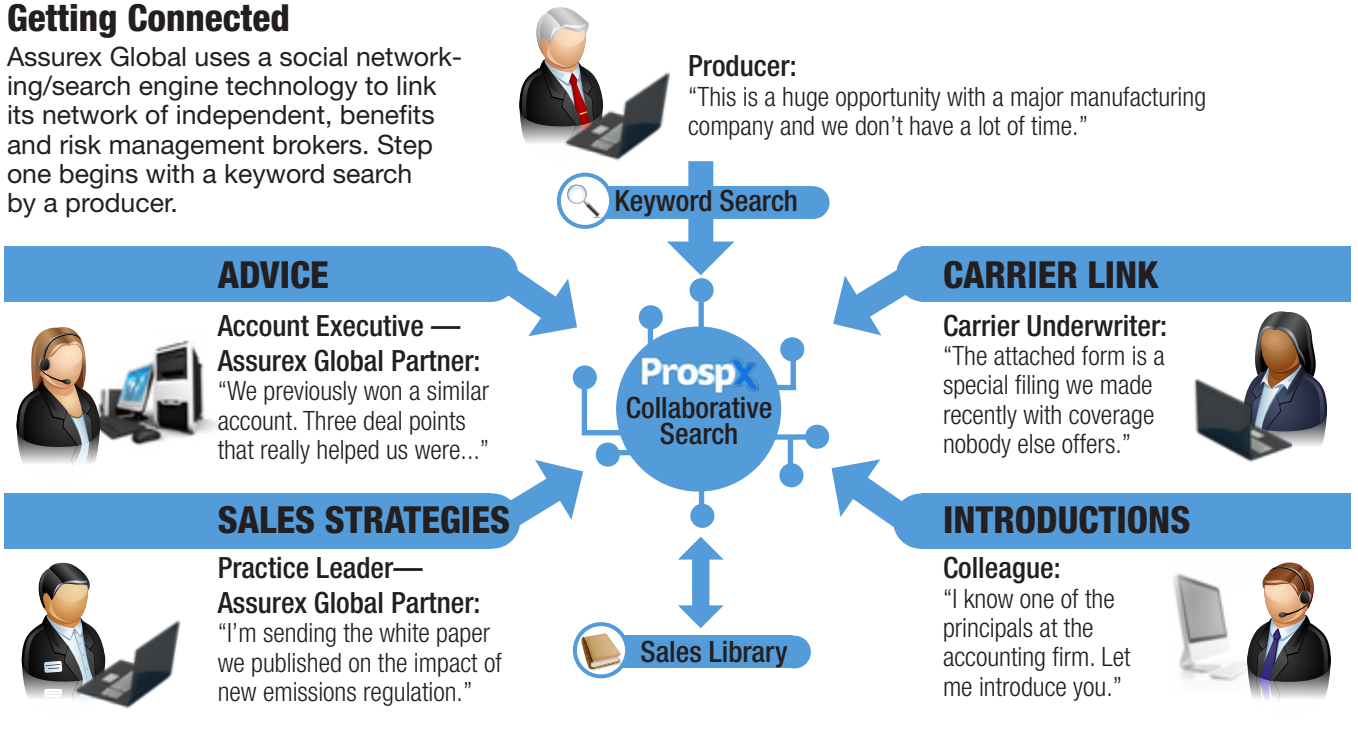 Getting Connected
Assurex Global uses a social network-
ing/search engine technology to link
its network of independent, benefits
and risk management brokers. Step
one begins with a keyword search
by a producer.
Producer:
“This is a huge opportunity with a major manufacturing
company and we don’t have a lot of time.”
Keyword Search
ADVICE
Account Executive —
Assurex Global Partner:
“We previously won a similar
account. Three deal points
that really helped us were...”
ProspX
Collaborative
Search
CARRIER LINK
Carrier Underwriter:
“The attached form is a
special filing we made
recently with coverage
nobody else offers.”
SALES STRATEGIES
Practice Leader—
Assurex Global Partner:
“I’m sending the white paper
we published on the impact of
new emissions regulation.”
Sales Library
INTRODUCTIONS
Colleague:
“I know one of the
principals at the
accounting firm. Let
me introduce you.”